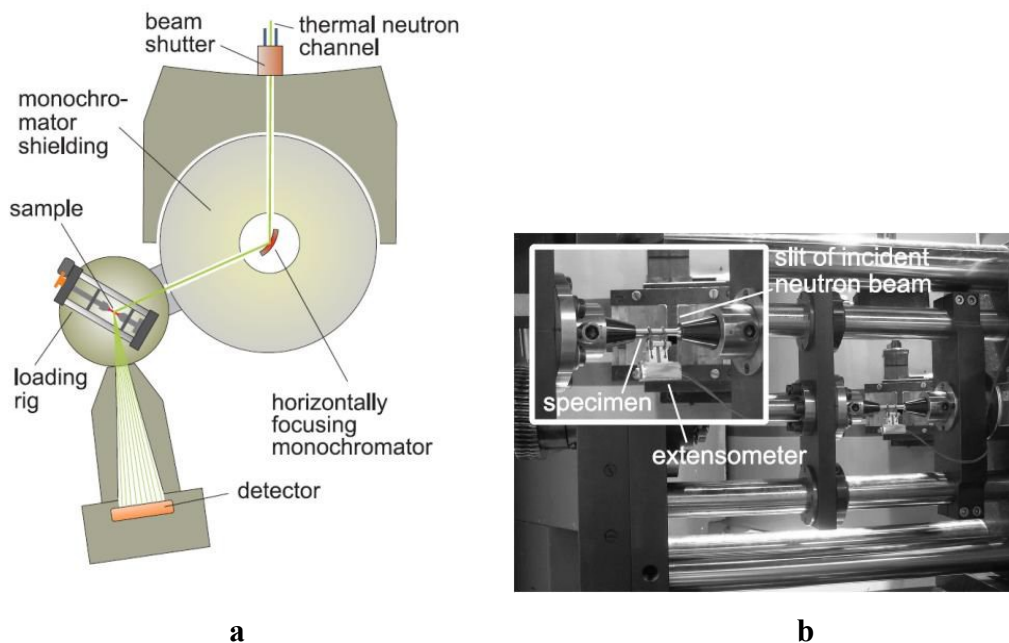 beam
shutter
thermal neutron
channel
monochro-
mator
shielding
sample
loading
rig
horizontally
focusing
monochromator
detector
slit of incident
neutron beam
specimen
extensometer
a
b